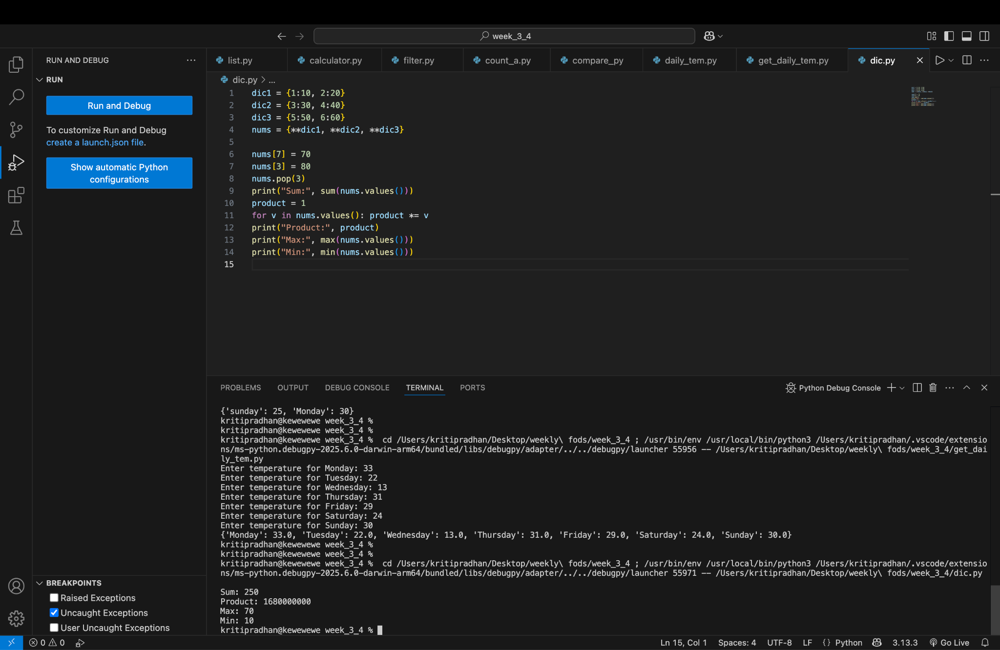 week_3_4
RUN AND DEBUG
list.py
calculator.py
filter.py
count_a.py
compare_py
daily_tem.py
get_daily_tem.py
dic.py
RUN
Run and Debug
To customize Run and Debug
create a launch.json file.
Show automatic Python
configurations
dic.py > ...
1 dic1 = {1:10, 2:20}
2 dic2 = {3:30, 4:40}
3 dic3 = {5:50, 6:60}
4 nums = {**dic1, **dic2, **dic3}
5
6 nums[7] = 70
7 nums[3] = 80
8 nums.pop(3)
9 print("Sum:", sum(nums.values()))
10 product = 1
11 for v in nums.values(): product *= v
12 print("Product:", product)
13 print("Max:", max(nums.values()))
14 print("Min:", min(nums.values()))
15
PROBLEMS OUTPUT DEBUG CONSOLE TERMINAL PORTS
Python Debug Console
{'sunday': 25, 'Monday': 30}
kritipradhan@kewewewe week_3_4 %
kritipradhan@kewewewe week_3_4 %
kritipradhan@kewewewe week_3_4 % cd /Users/kritipradhan/Desktop/weekly\ fods/week_3_4 ; /usr/bin/env /usr/local/bin/python3 /Users/kritipradhan/.vscode/extensio
ns/ms-python.debugpy-2025.6.0-darwin-arm64/bundled/libs/debugpy/adapter/../../debugpy/launcher 55956 -- /Users/kritipradhan/Desktop/weekly\ fods/week_3_4/get_dai
ly_tem.py
Enter temperature for Monday: 33
Enter temperature for Tuesday: 22
Enter temperature for Wednesday: 13
Enter temperature for Thursday: 31
Enter temperature for Friday: 29
Enter temperature for Saturday: 24
Enter temperature for Sunday: 30
{'Monday': 33.0, 'Tuesday': 22.0, 'Wednesday': 13.0, 'Thursday': 31.0, 'Friday': 29.0, 'Saturday': 24.0, 'Sunday': 30.0}
kritipradhan@kewewewe week_3_4 %
kritipradhan@kewewewe week_3_4 %
kritipradhan@kewewewe week_3_4 % cd /Users/kritipradhan/Desktop/weekly\ fods/week_3_4 ; /usr/bin/env /usr/local/bin/python3 /Users/kritipradhan/.vscode/extensio
ns/ms-python.debugpy-2025.6.0-darwin-arm64/bundled/libs/debugpy/adapter/../../debugpy/launcher 55971 -- /Users/kritipradhan/Desktop/weekly\ fods/week_3_4/dic.py
Sum: 250
Product: 1680000000
Max: 70
Min: 10
kritipradhan@kewewewe week_3_4 %
BREAKPOINTS
Raised Exceptions
Uncaught Exceptions
User Uncaught Exceptions
0 0
Ln 15, Col 1 Spaces: 4 UTF-8 LF {} Python 3.13.3 Go Live